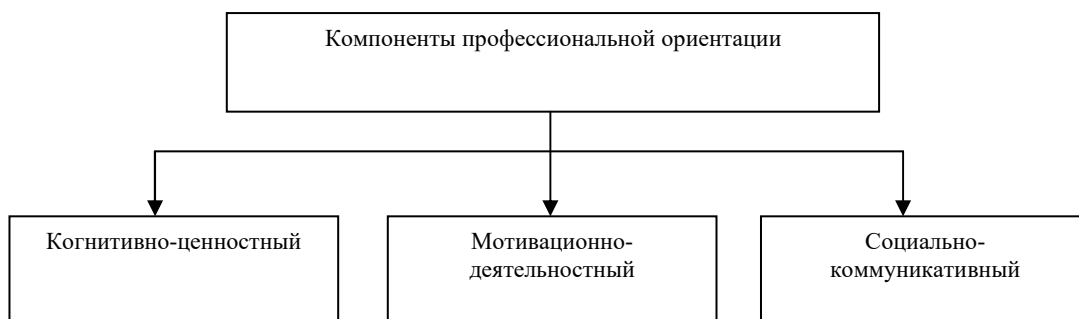 Компоненты профессиональной ориентации
Когнитивно-ценностный
Мотивационно-
деятельностный
Социально-
коммуникативный